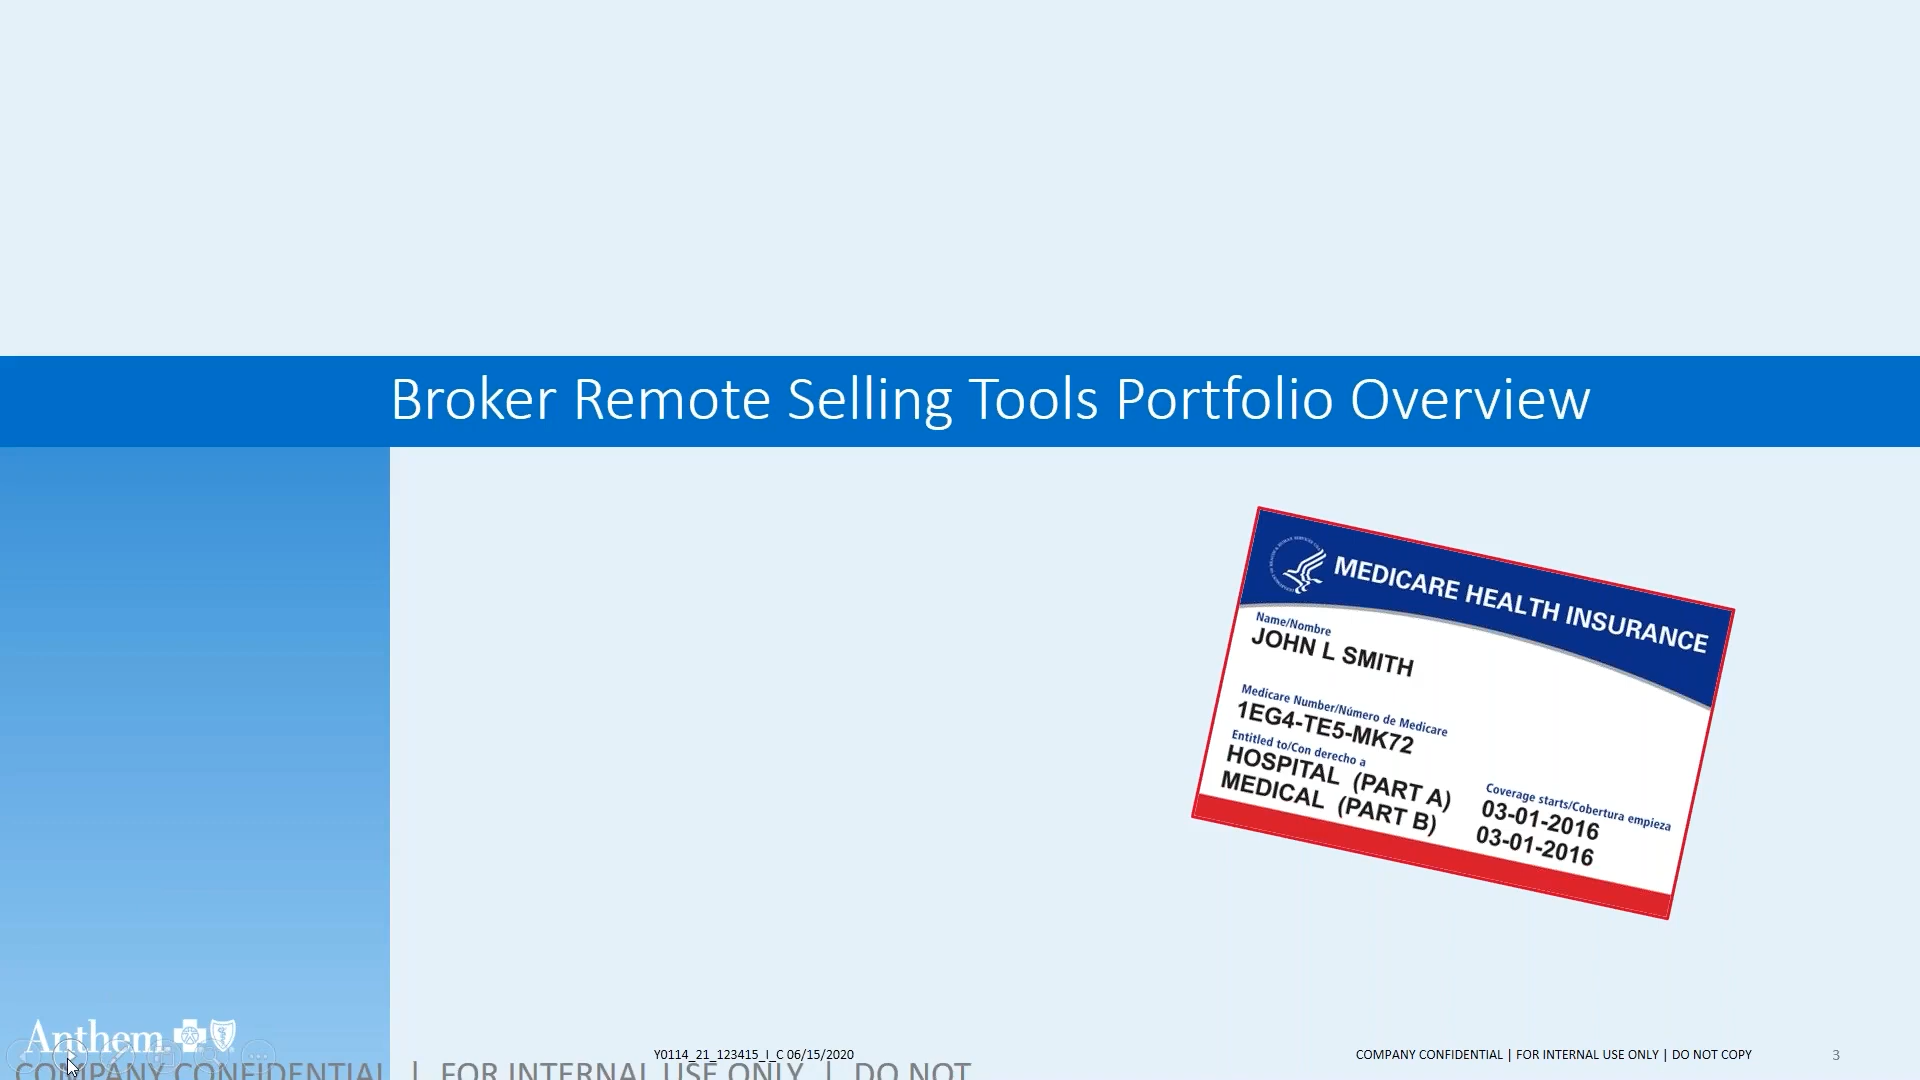 Broker Remote Selling Tools Portfolio Overview
MEDICARE HEALTH INSURANCE
Name/Nombre
JOHN L SMITH
Medicare Number/Número de Medicare
1EG4-TE5-MK72
Entitled to/Con derecho a
HOSPITAL (PART A)
MEDICAL (PART B)
Coverage starts/Cobertura empieza
03-01-2016
03-01-2016
Anthem
Y0114_21_123415_I_C 06/15/2020
COMPANY CONFIDENTIAL | FOR INTERNAL USE ONLY | DO NOT COPY
3
COMPANY CONFIDENTIAL | FOR INTERNAL USE ONLY | DO NOT